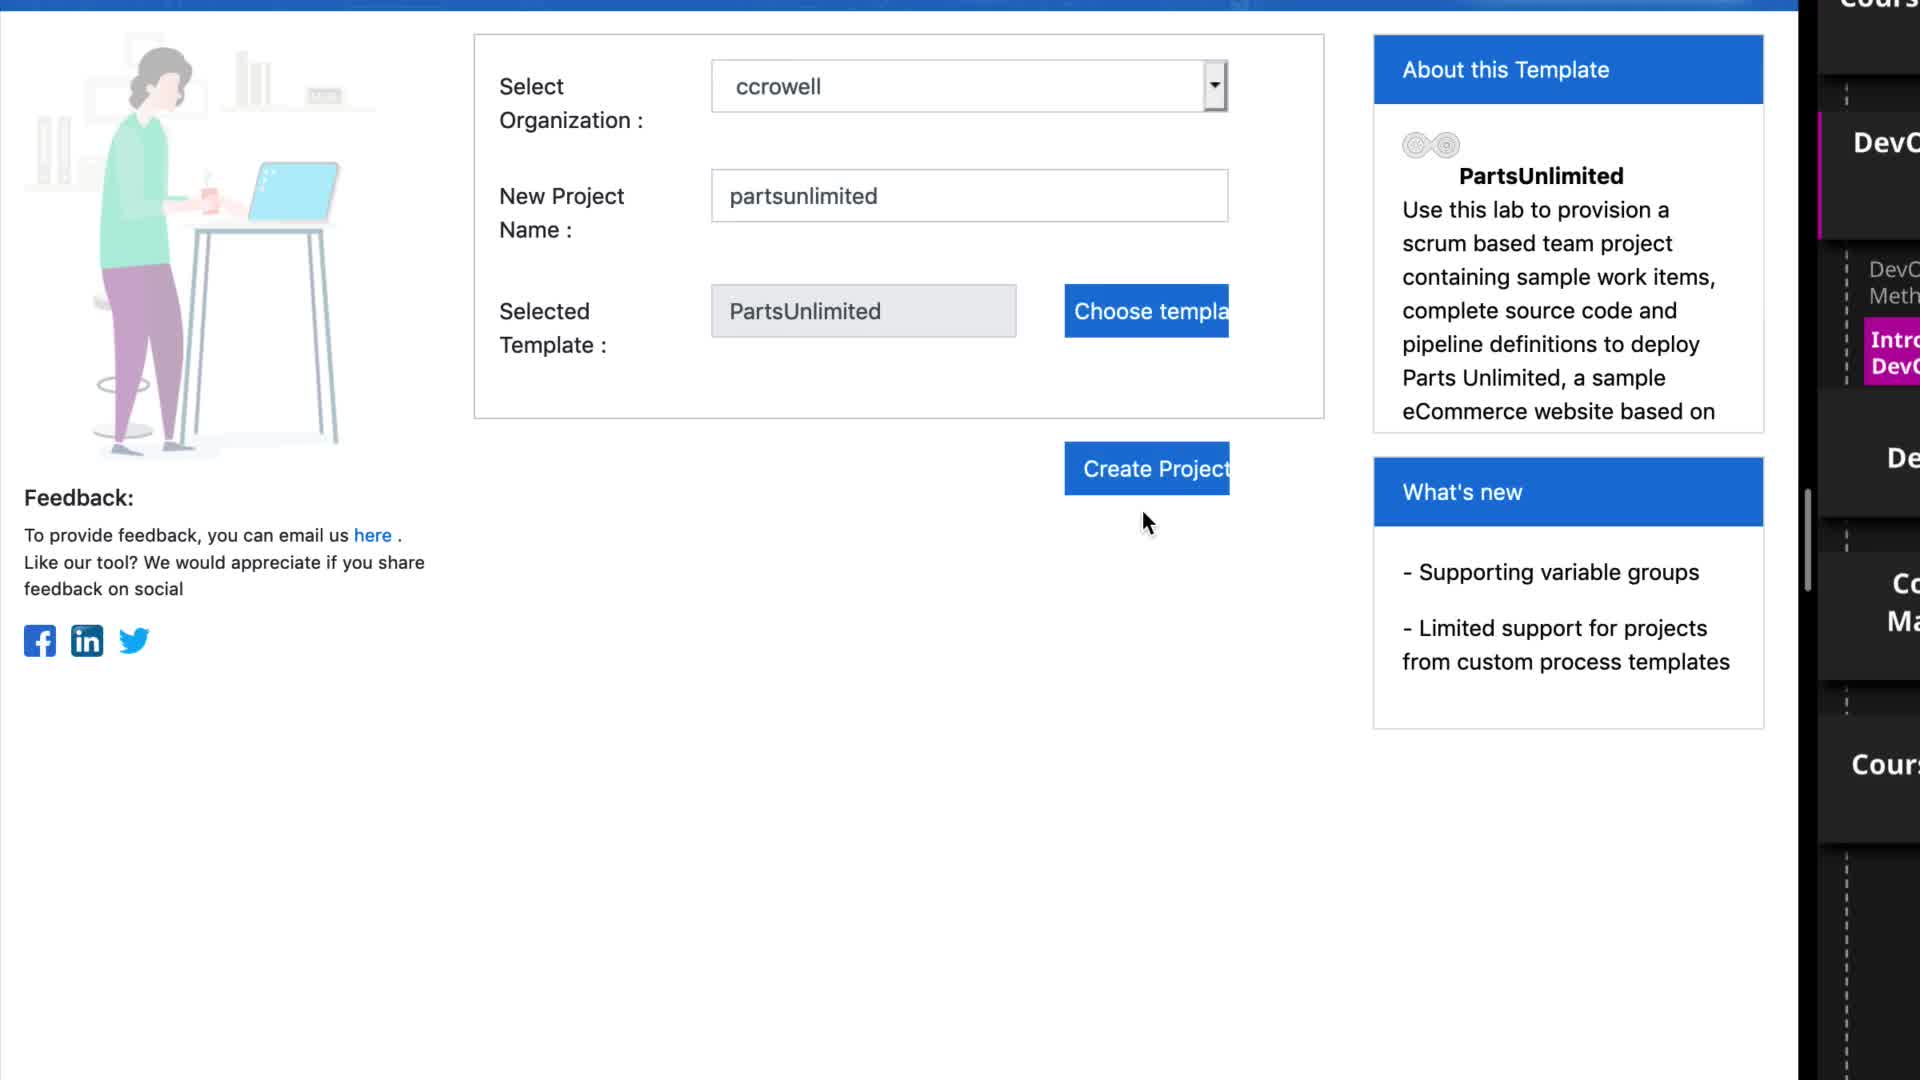 Select
Organization :
ccrowell
New Project
Name :
partsunlimited
Selected
Template :
PartsUnlimited
Choose templa
Create Project
Feedback:
To provide feedback, you can email us here .
Like our tool? We would appreciate if you share
feedback on social
About this Template
PartsUnlimited
Use this lab to provision a
scrum based team project
containing sample work items,
complete source code and
pipeline definitions to deploy
Parts Unlimited, a sample
eCommerce website based on
What's new
- Supporting variable groups
- Limited support for projects
from custom process templates
Cours
DevO
DevO
Meth
Intro
DevO
De
Co
Ma
Cours